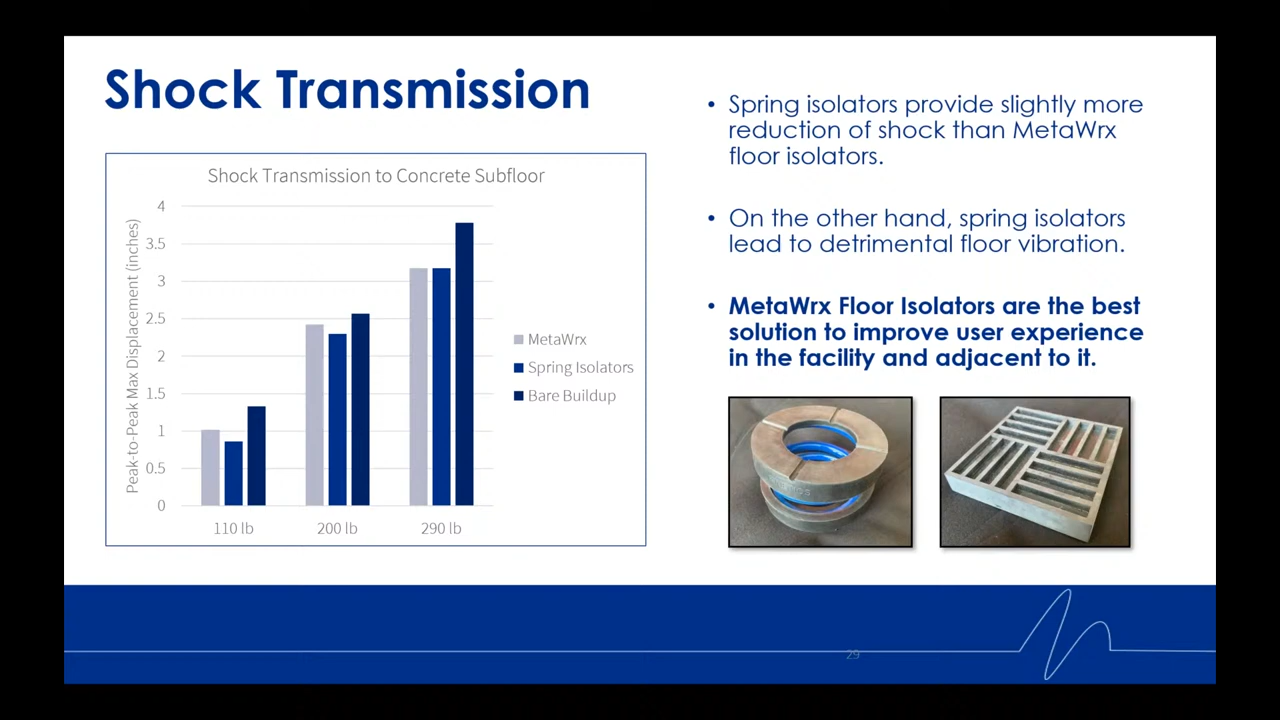 Shock Transmission
Shock Transmission to Concrete Subfloor
Peak-to-Peak Max Displacement (inches)
4
3.5
3
2.5
2
1.5
1
0.5
0
110 lb
200 lb
290 lb
MetaWrx
Spring Isolators
Bare Buildup
• Spring isolators provide slightly more
reduction of shock than MetaWrx
floor isolators.
• On the other hand, spring isolators
lead to detrimental floor vibration.
• MetaWrx Floor Isolators are the best
solution to improve user experience
in the facility and adjacent to it.
29